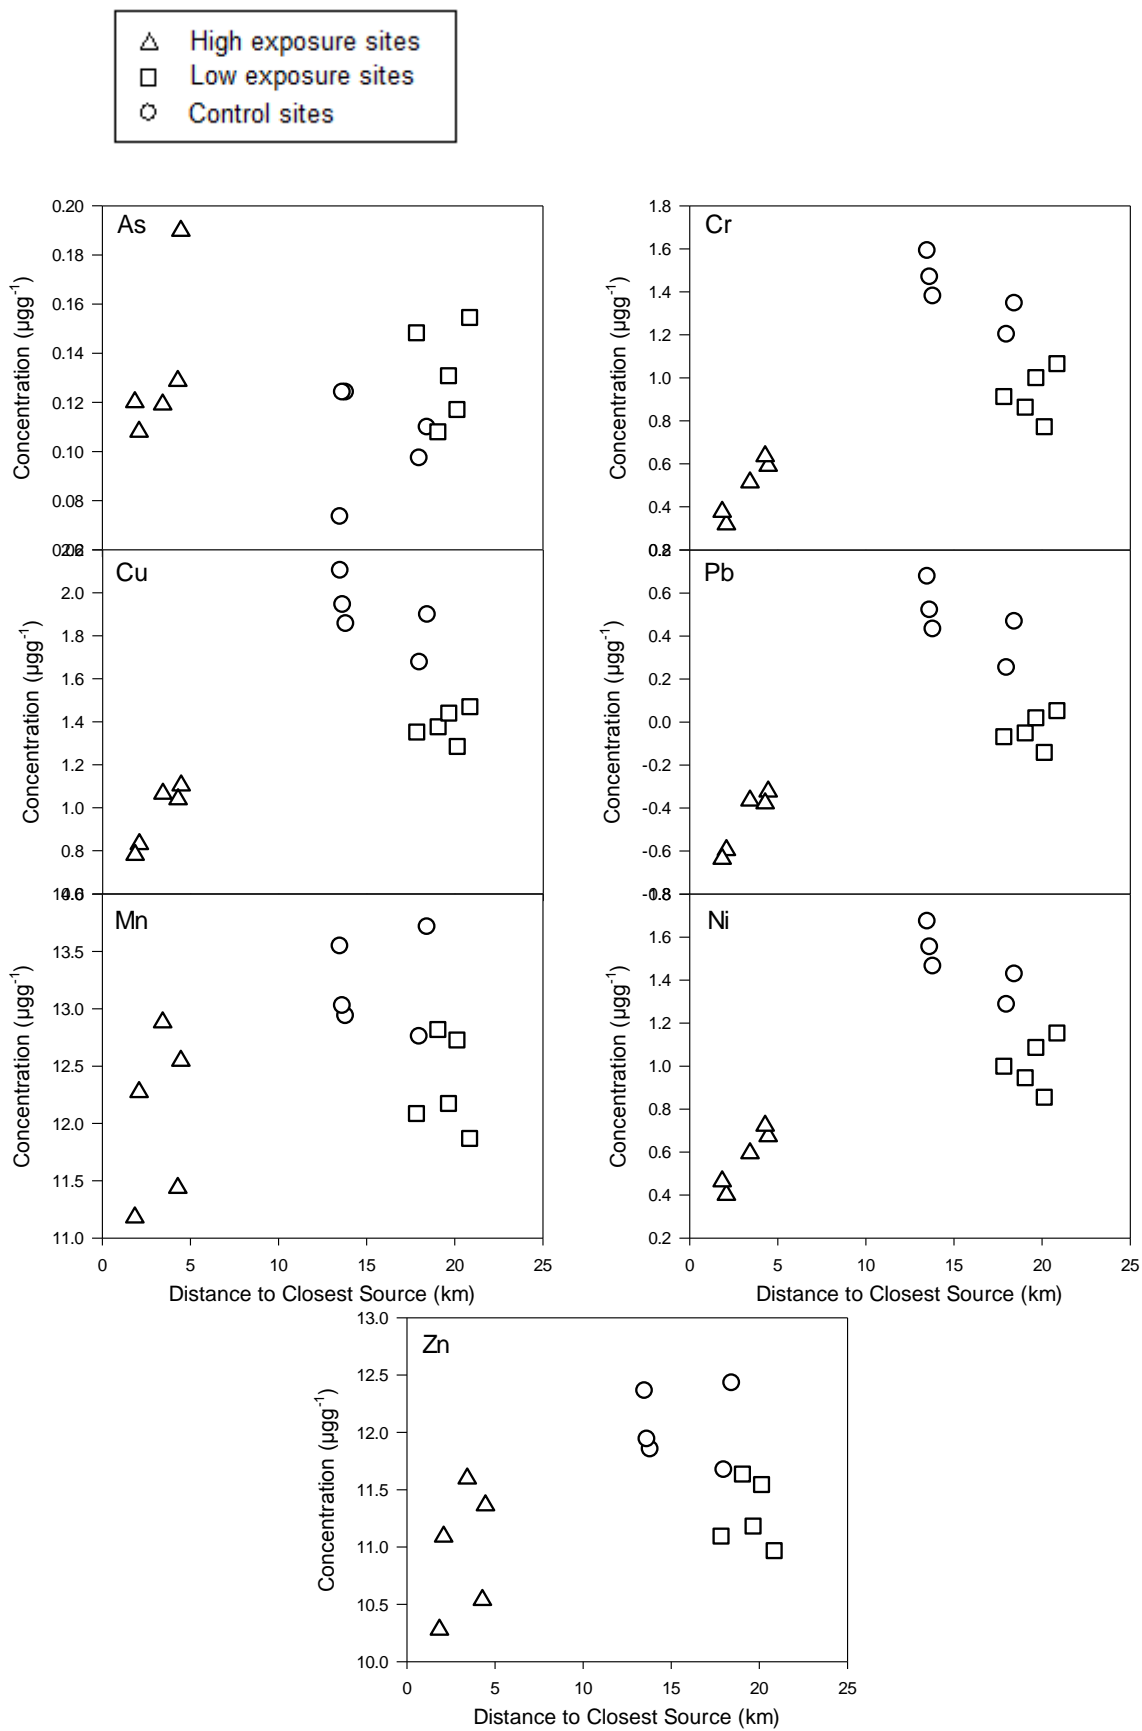 High exposure sites
Low exposure sites
Control sites
As
Concentration (µgg-1)
0.20
0.18
0.16
0.14
0.12
0.10
0.08
Cr
Concentration (µgg-1)
1.8
1.6
1.4
1.2
1.0
0.8
0.6
0.4
Cu
Concentration (µgg-1)
2.0
1.8
1.6
1.4
1.2
1.0
0.8
Pb
Concentration (µgg-1)
0.6
0.4
0.2
0.0
-0.2
-0.4
-0.6
Mn
Concentration (µgg-1)
13.5
13.0
12.5
12.0
11.5
11.0
0 5 10 15 20 25
Distance to Closest Source (km)
Ni
Concentration (µgg-1)
1.6
1.4
1.2
1.0
0.8
0.6
0.4
0.2
0 5 10 15 20 25
Distance to Closest Source (km)
Zn
Concentration (µgg-1)
13.0
12.5
12.0
11.5
11.0
10.5
10.0
0 5 10 15 20 25
Distance to Closest Source (km)